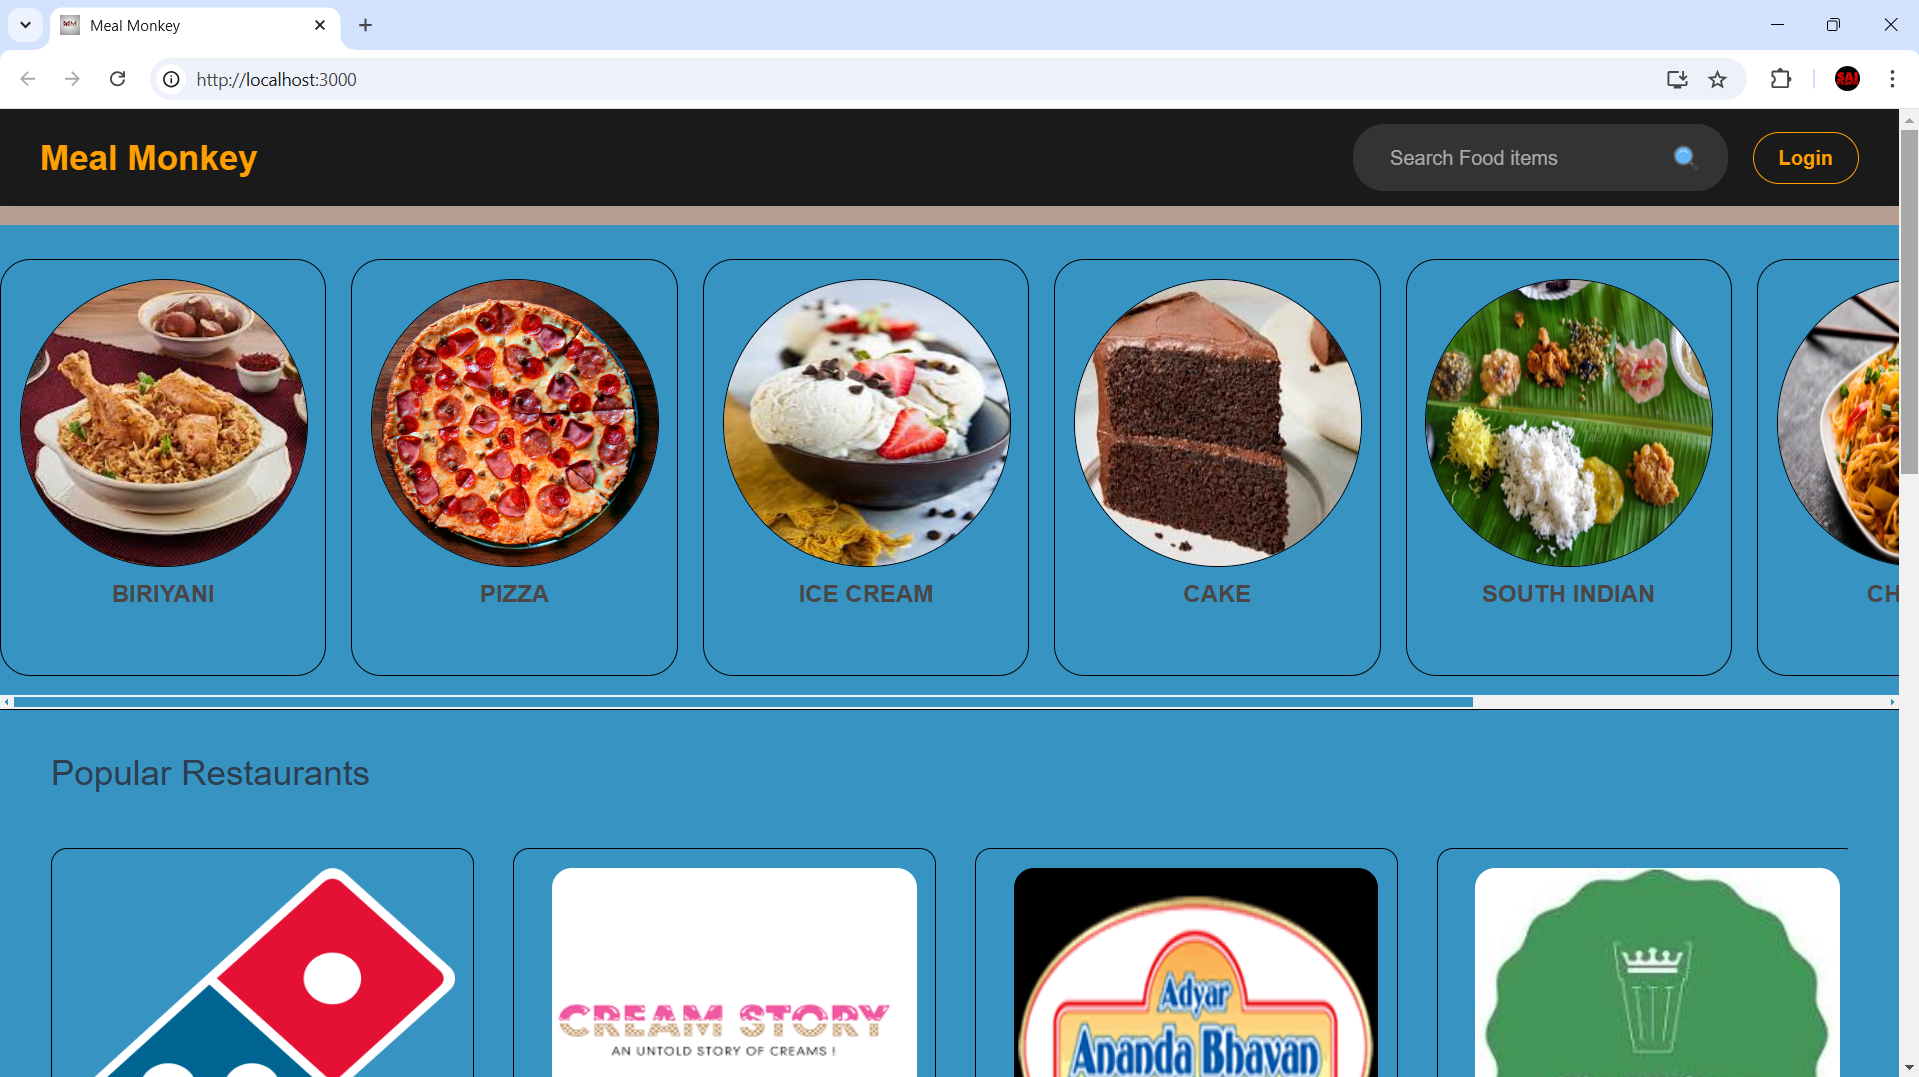 Meal Monkey
http://localhost:3000
SAI
Meal Monkey
Search Food items
Login
BIRIYANI
PIZZA
ICE CREAM
CAKE
SOUTH INDIAN
CH
Popular Restaurants
CREAM STORY
AN UNTOLD STORY OF CREAMS !
Adyar
Ananda Bhavan